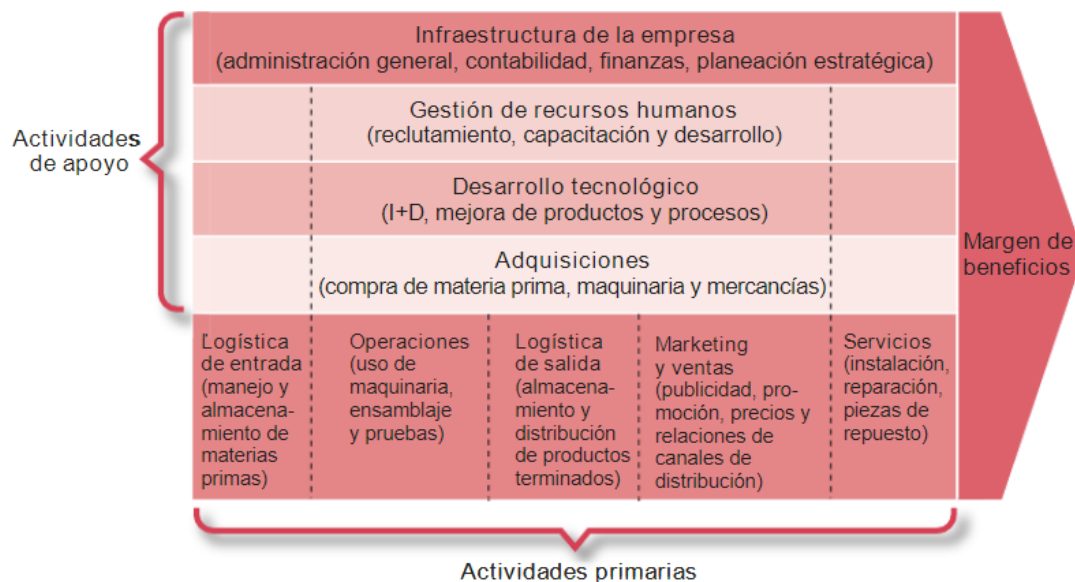 Infraestructura de la empresa
(administración general, contabilidad, finanzas, planeación estratégica)
Gestión de recursos humanos
(reclutamiento, capacitación y desarrollo)
Actividades
de apoyo
Desarrollo tecnológico
(I+D, mejora de productos y procesos)
Adquisiciones
(compra de materia prima, maquinaria y mercancías)
Margen de
beneficios
Logística
de entrada
(manejo y
almacena-
miento de
materias
primas)
Operaciones
(uso de
maquinaria,
ensamblaje
y pruebas)
Logística
de salida
(almacena-
miento y
distribución
de productos
terminados)
Marketing
y ventas
(publicidad, pro-
moción, precios y
relaciones de
canales de
distribución)
Servicios
(instalación,
reparación,
piezas de
repuesto)
Actividades primarias